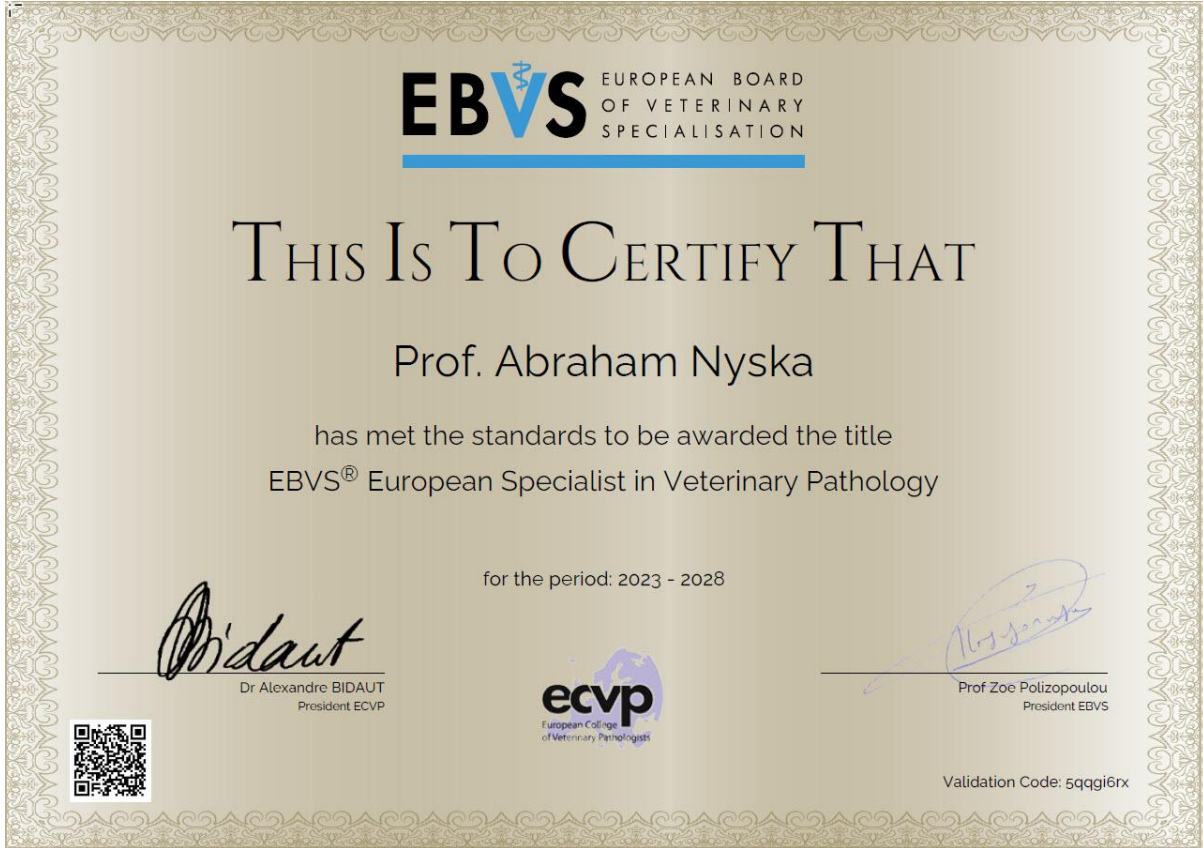 EBVS EUROPEAN BOARD
OF VETERINARY
SPECIALISATION
THIS IS TO CERTIFY THAT
Prof. Abraham Nyska
has met the standards to be awarded the title
EBVS® European Specialist in Veterinary Pathology
for the period: 2023 - 2028
Bidaut
Dr Alexandre BIDAUT
President ECVP
ecvp
European College
of Veterinary Pathologists
Prof Zoe Polizopoulou
President EBVS
Validation Code: 5qqgi6rx